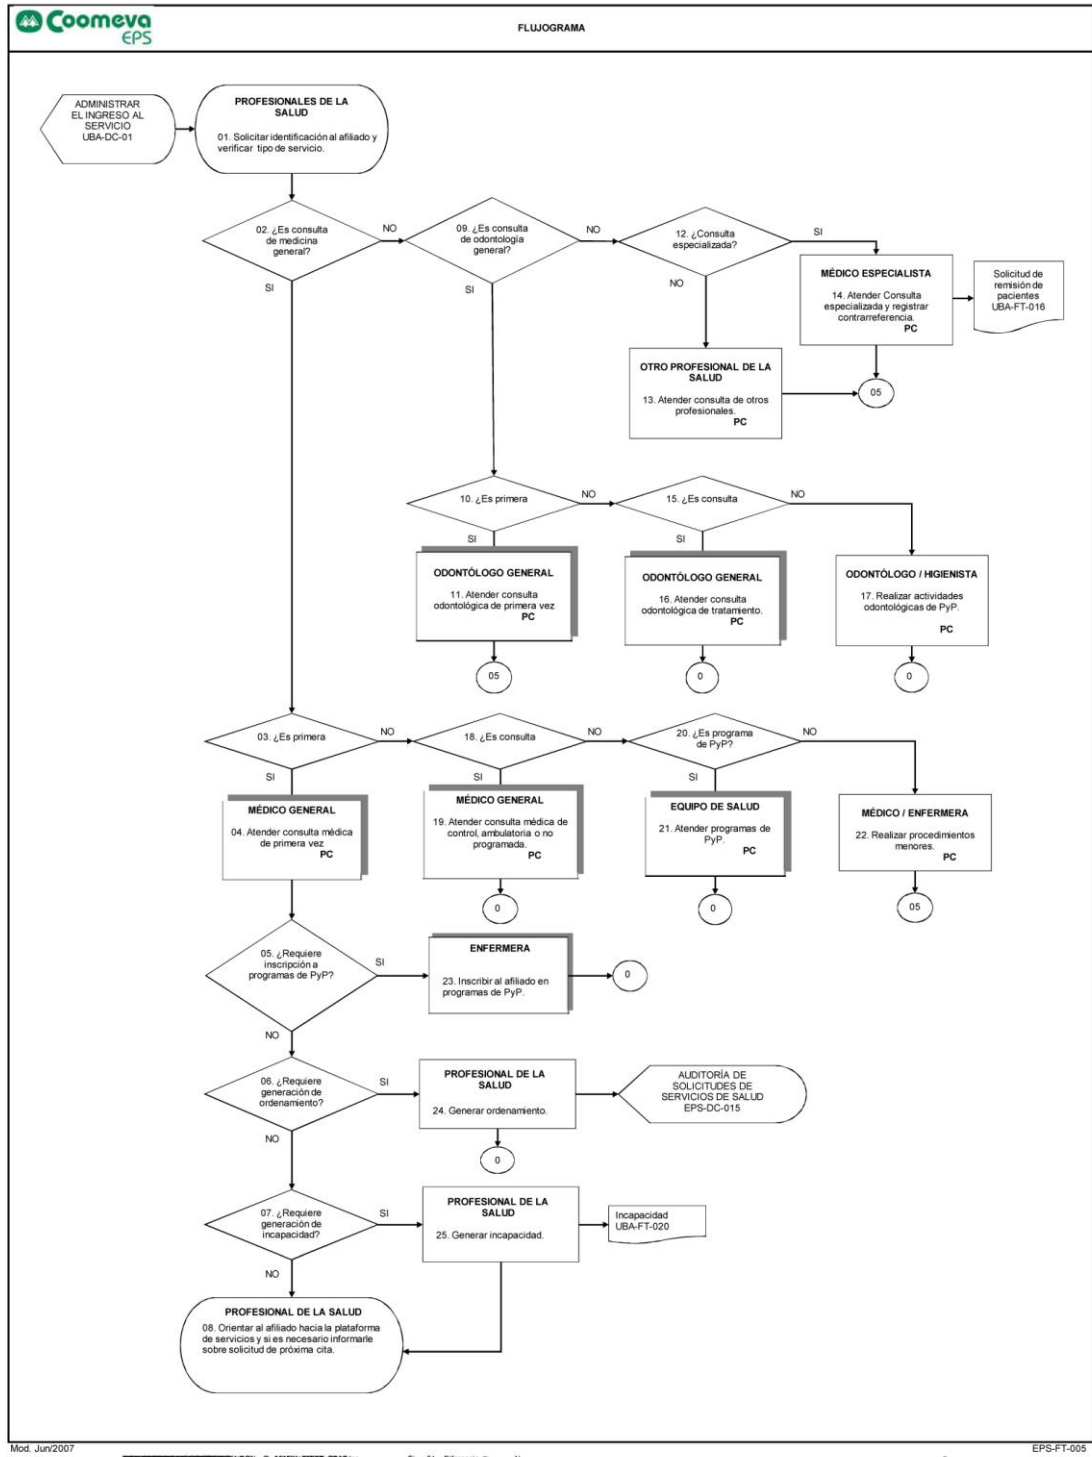 Coomeva
EPS
FLUJOGRAMA
ADMINISTRAR
EL INGRESO AL
SERVICIO
UBA-DC-01
PROFESIONALES DE LA
SALUD
01. Solicitar identificación al afiliado y
verificar tipo de servicio.
02. ¿Es consulta
de medicina
general?
NO
SI
09. ¿Es consulta
de odontología
general?
NO
SI
12. ¿Consulta
especializada?
SI
NO
MÉDICO ESPECIALISTA
14. Atender Consulta
especializada y registrar
contrarreferencia.
PC
Solicitud de
remisión de
pacientes
UBA-FT-016
OTRO PROFESIONAL DE LA
SALUD
13. Atender consulta de otros
profesionales.
PC
05
10. ¿Es primera
NO
SI
15. ¿Es consulta
NO
SI
ODONTÓLOGO GENERAL
11. Atender consulta
odontológica de primera vez
PC
05
ODONTÓLOGO GENERAL
16. Atender consulta
odontológica de tratamiento.
PC
0
ODONTÓLOGO / HIGIENISTA
17. Realizar actividades
odontológicas de PyP.
PC
0
03. ¿Es primera
NO
SI
18. ¿Es consulta
NO
SI
20. ¿Es programa
de PyP?
NO
SI
MÉDICO GENERAL
04. Atender consulta médica
de primera vez
PC
MÉDICO GENERAL
19. Atender consulta médica de
control, ambulatoria o no
programada.
PC
0
EQUIPO DE SALUD
21. Atender programas de
PyP.
PC
0
MÉDICO / ENFERMERA
22. Realizar procedimientos
menores.
PC
05
05. ¿Requiere
inscripción a
programas de PyP?
SI
NO
ENFERMERA
23. Inscribir al afiliado en
programas de PyP.
0
06. ¿Requiere
generación de
ordenamiento?
SI
NO
PROFESIONAL DE LA
SALUD
24. Generar ordenamiento.
0
AUDITORÍA DE
SOLICITUDES DE
SERVICIOS DE SALUD
EPS-DC-015
07. ¿Requiere
generación de
incapacidad?
SI
NO
PROFESIONAL DE LA
SALUD
25. Generar incapacidad.
Incapacidad
UBA-FT-020
PROFESIONAL DE LA SALUD
08. Orientar al afiliado hacia la plataforma
de servicios y si es necesario informarle
sobre solicitud de próxima cita.
Mod. Jun/2007
EPS-FT-005